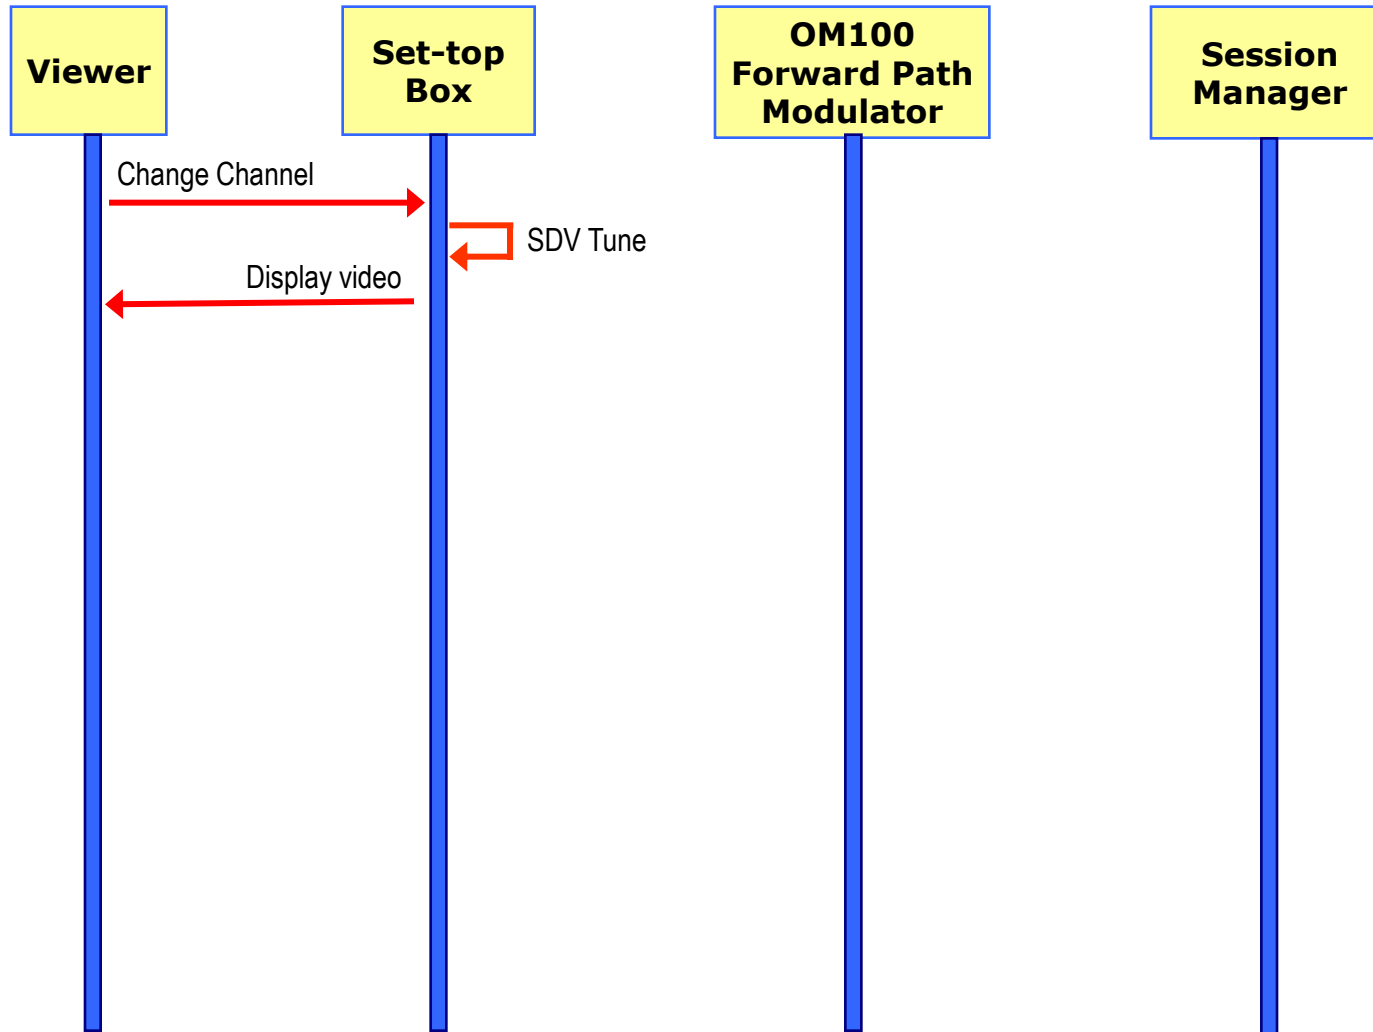 Viewer
Set-top
Box
OM100
Forward Path
Modulator
Session
Manager
Change Channel
SDV Tune
Display video